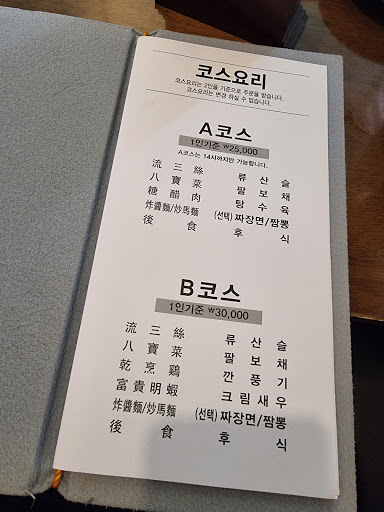 코스요리
코스요리는 2인을 기준으로 주문을 받습니다.
코스요리는 변경 하실 수 없습니다.
A코스
1인기준 ₩25,000
A코스는 14시까지만 가능합니다.
流三絲 류산슬
八寶菜 팔보채
糖醋肉 탕수육
炸醬麵/炒馬麵 (선택) 짜장면/짬뽕
後食 후식
B코스
1인기준 ₩30,000
流三絲 류산슬
八寶菜 팔보채
乾烹鷄 깐풍기
富貴明蝦 크림새우
炸醬麵/炒馬麵 (선택) 짜장면/짬뽕
後食 후식